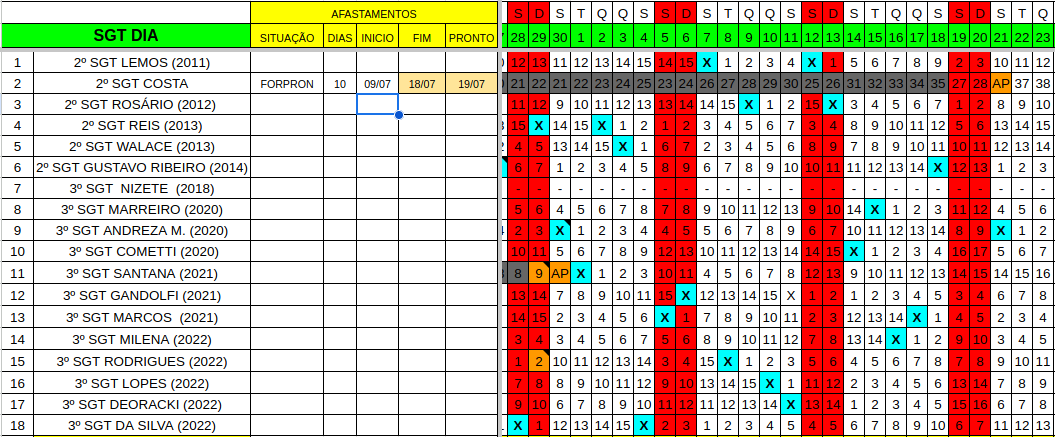 AFASTAMENTOS S D S T Q Q S S D S T Q Q S S D S T Q Q S S D S T Q
SGT DIA SITUAÇÃO DIAS INICIO FIM PRONTO 28 29 30 1 2 3 4 5 6 7 8 9 10 11 12 13 14 15 16 17 18 19 20 21 22 23
1 2º SGT LEMOS (2011) 12 13 11 12 13 14 15 14 15 X 1 2 3 4 X 1 5 6 7 8 9 2 3 10 11 12
2 2º SGT COSTA FORPRON 10 09/07 18/07 19/07 21 22 21 22 23 24 25 23 24 26 27 28 29 30 25 26 31 32 33 34 35 27 28 AP 37 38
3 2º SGT ROSÁRIO (2012) 11 12 9 10 11 12 13 13 14 14 15 X 1 2 15 X 3 4 5 6 7 1 2 8 9 10
4 2º SGT REIS (2013) 15 X 14 15 X 1 2 1 2 3 4 5 6 7 3 4 8 9 10 11 12 5 6 13 14 15
5 2º SGT WALACE (2013) 4 5 13 14 15 X 1 6 7 2 3 4 5 6 8 9 7 8 9 10 11 10 11 12 13 14
6 2º SGT GUSTAVO RIBEIRO (2014) 6 7 1 2 3 4 5 8 9 6 7 8 9 10 10 11 11 12 13 14 X 12 13 1 2 3
7 3º SGT NIZETE (2018) - - - - - - - - - - - - - - - - - - - - - - - - - -
8 3º SGT MARREIRO (2020) 5 6 4 5 6 7 8 7 8 9 10 11 12 13 9 10 14 X 1 2 3 11 12 4 5 6
9 3º SGT ANDREZA M. (2020) 2 3 X 1 2 3 4 4 5 5 6 7 8 9 6 7 10 11 12 13 14 8 9 X 1 2
10 3º SGT COMETTI (2020) 10 11 5 6 7 8 9 12 13 10 11 12 13 14 14 15 X 1 2 3 4 16 17 5 6 7
11 3º SGT SANTANA (2021) 8 9 AP X 1 2 3 10 11 4 5 6 7 8 12 13 9 10 11 12 13 14 15 14 15 16
12 3º SGT GANDOLFI (2021) 13 14 7 8 9 10 11 15 X 12 13 14 15 X 1 2 1 2 3 4 5 3 4 6 7 8
13 3º SGT MARCOS (2021) 14 15 2 3 4 5 6 X 1 7 8 9 10 11 2 3 12 13 14 X 1 4 5 2 3 4
14 3º SGT MILENA (2022) 3 4 3 4 5 6 7 5 6 8 9 10 11 12 7 8 13 14 X 1 2 9 10 3 4 5
15 3º SGT RODRIGUES (2022) 1 2 10 11 12 13 14 3 4 15 X 1 2 3 5 6 4 5 6 7 8 7 8 9 10 11
16 3º SGT LOPES (2022) 7 8 8 9 10 11 12 9 10 13 14 15 X 1 11 12 2 3 4 5 6 13 14 7 8 9
17 3º SGT DEORACKI (2022) 9 10 6 7 8 9 10 11 12 11 12 13 14 X 13 14 1 2 3 4 5 15 16 6 7 8
18 3º SGT DA SILVA (2022) X 1 12 13 14 15 X 2 3 1 2 3 4 5 4 5 6 7 8 9 10 6 7 11 12 13